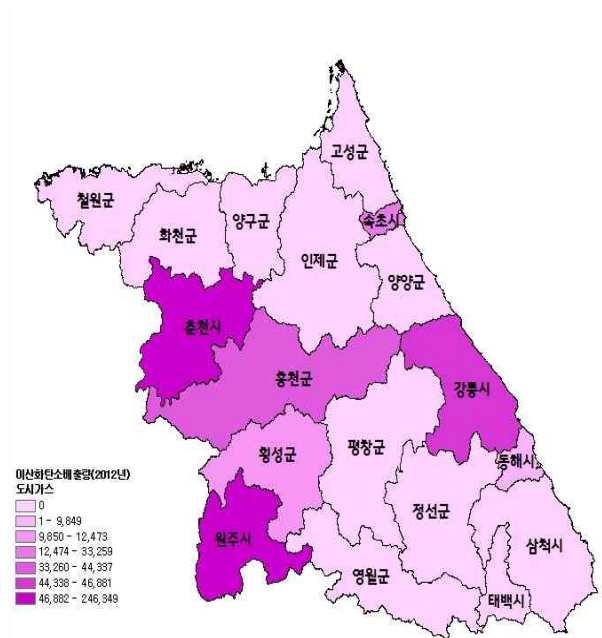 고성군
철원군
속초시
양구군
화천군
인제군
양양군
춘천시
홍천군
강릉시
평창군
횡성군
동해시
이산화탄소배출량(2012년)
도시가스
0
1 - 9,849
9,850 - 12,473
12,474 - 33,259
33,260 - 44,337
44,338 - 46,881
46,882 - 246,349
정선군
원주시
삼척시
영월군
태백시